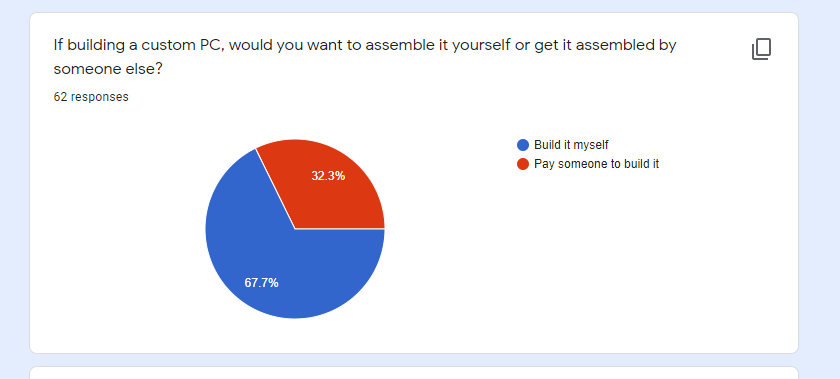 If building a custom PC, would you want to assemble it yourself or get it assembled by
someone else?
62 responses
Build it myself
Pay someone to build it
32.3%
67.7%